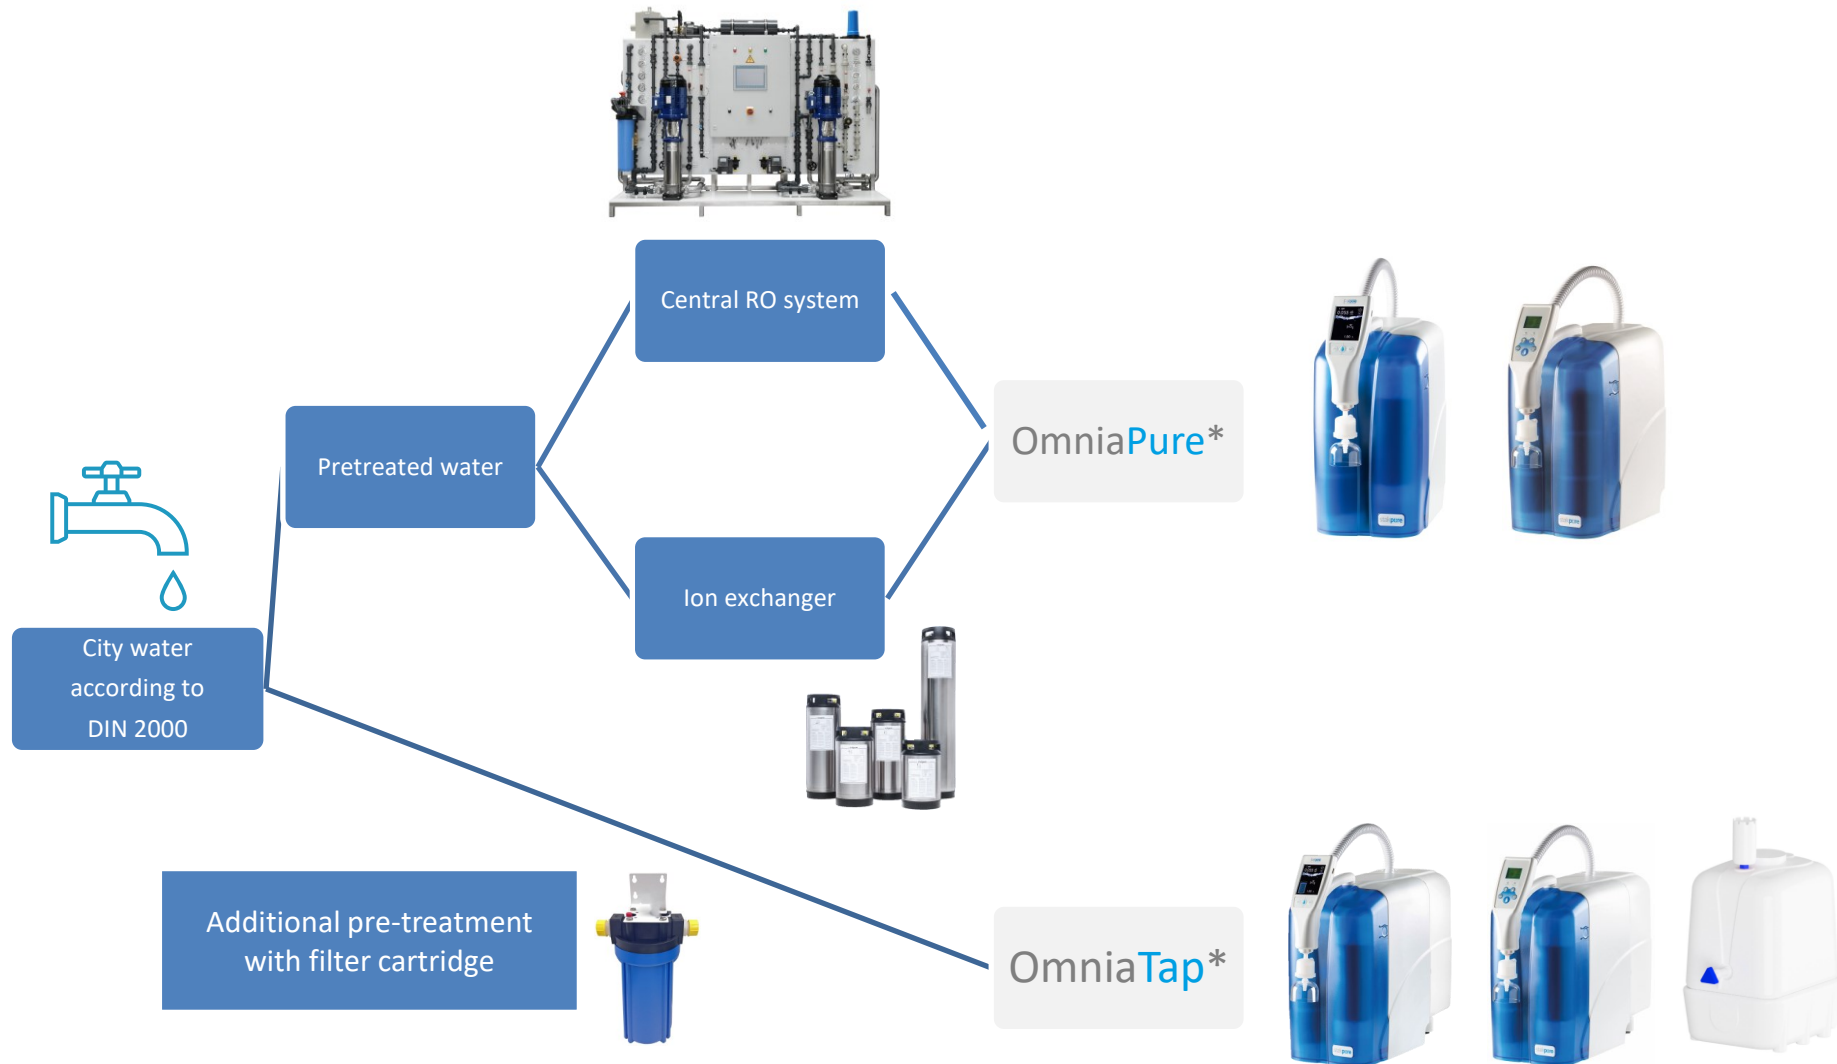 Central RO system
Pretreated water
OmniaPure*
Ion exchanger
City water
according to
DIN 2000
Additional pre-treatment
with filter cartridge
OmniaTap*